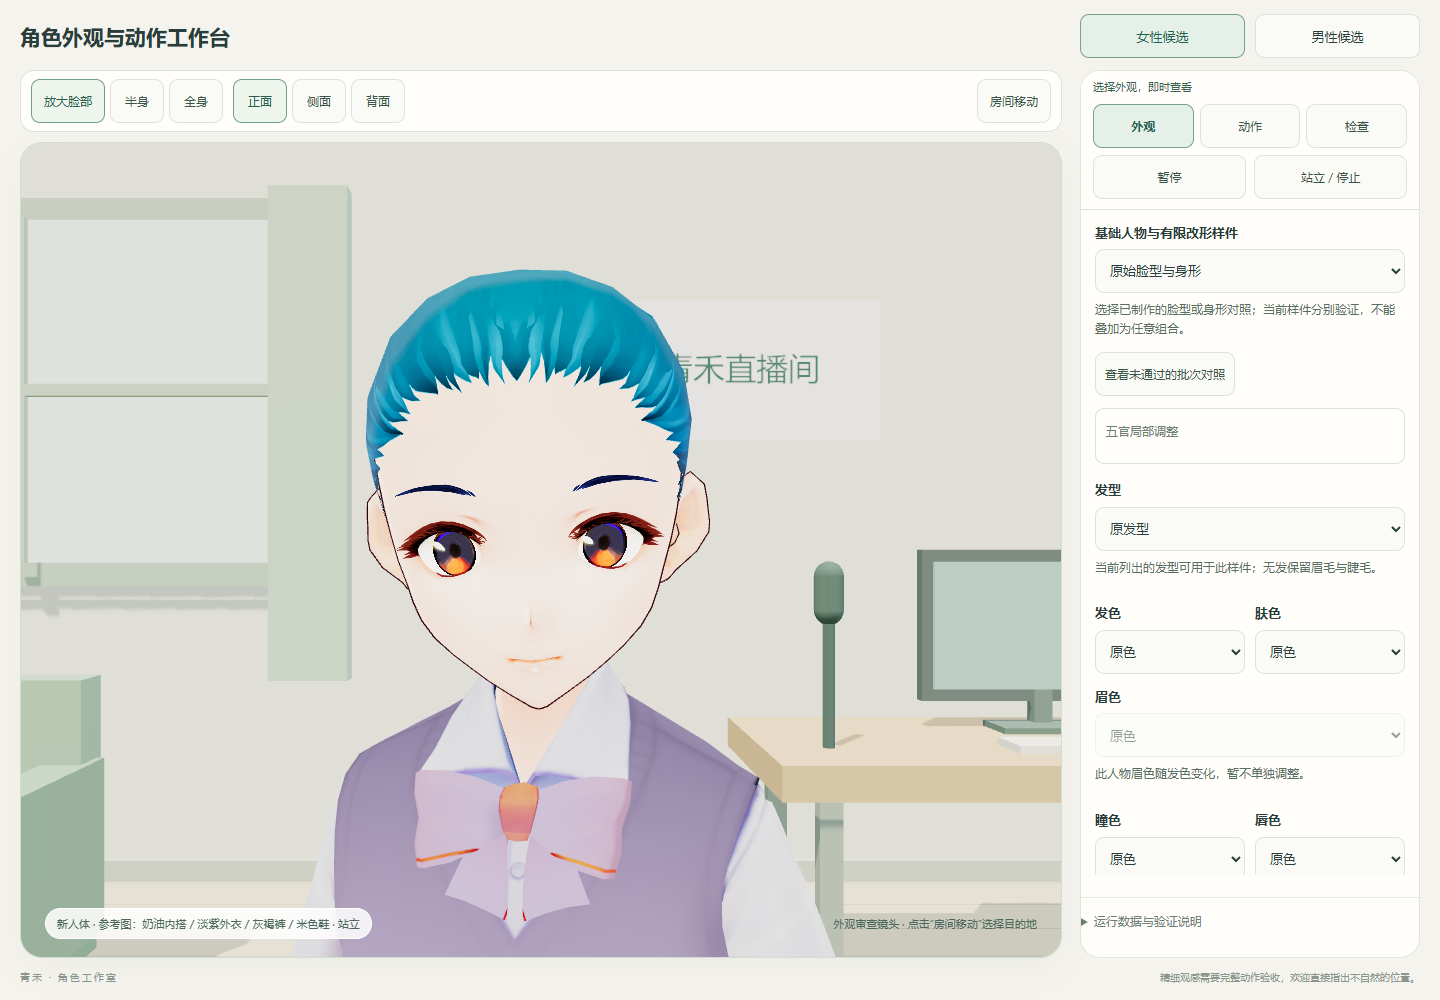 角色外观与动作工作台
女性候选
男性候选
放大脸部
半身
全身
正面
侧面
背面
房间移动
选择外观，即时查看
外观
动作
检查
暂停
站立 / 停止
基础人物与有限改形样件
原始脸型与身形
选择已制作的脸型或身形对照；当前样件分别验证，不能
叠加为任意组合。
查看未通过的批次对照
五官局部调整
发型
原发型
当前列出的发型可用于此样件；无发保留眉毛与睫毛。
发色
肤色
原色
原色
眉色
原色
此人物眉色随发色变化，暂不单独调整。
瞳色
唇色
原色
原色
运行数据与验证说明
青禾直播间
新人体 · 参考图：奶油内搭 / 淡紫外衣 / 灰褶裤 / 米色鞋 · 站立
外观审查镜头 · 点击“房间移动”选择目的地
青禾 · 角色工作室
精细观感需要完整动作验收，欢迎直接指出不自然的位置。